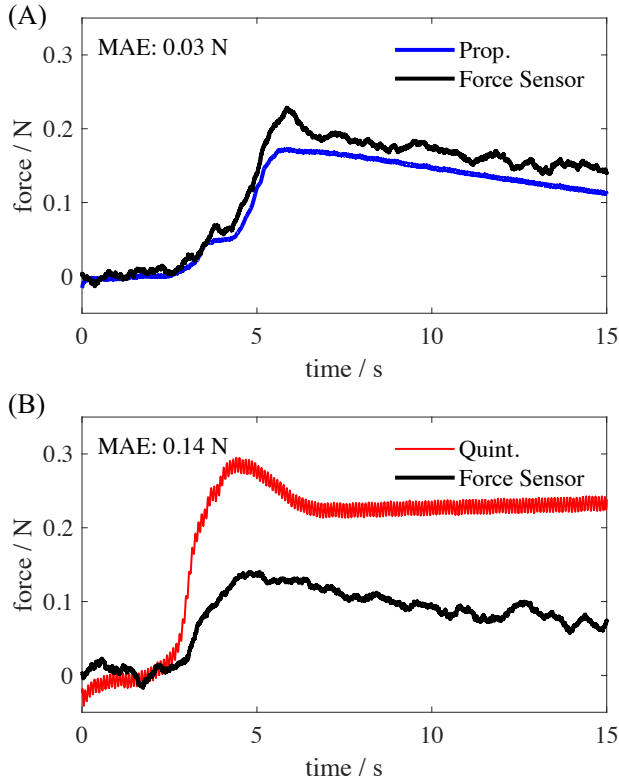 (A)
MAE: 0.03 N
Prop.
Force Sensor
force / N
0.3
0.2
0.1
0
0 5 10 15
time / s
(B)
MAE: 0.14 N
Quint.
Force Sensor
force / N
0.3
0.2
0.1
0
0 5 10 15
time / s